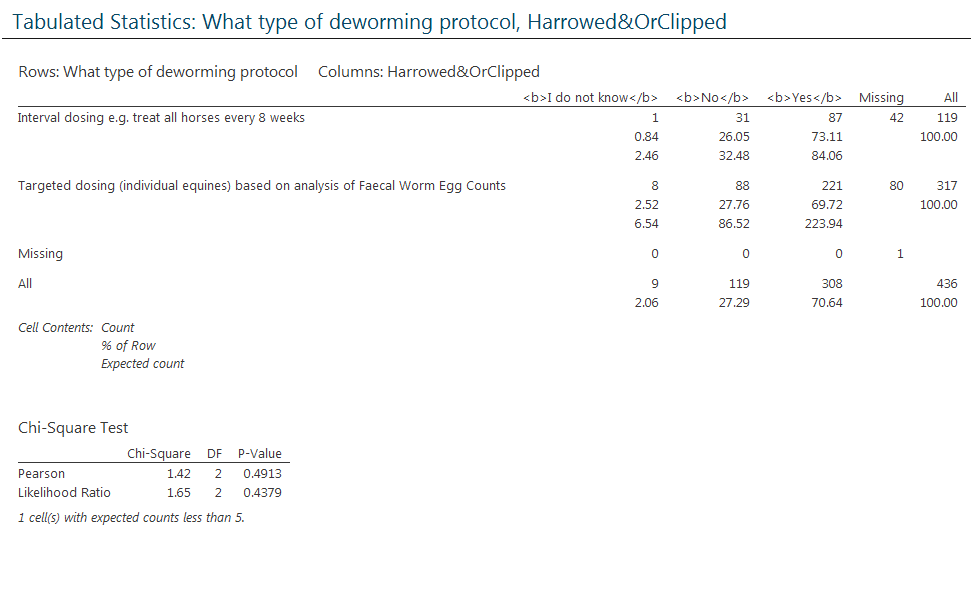 Tabulated Statistics: What type of deworming protocol, Harrowed&OrClipped
Rows: What type of deworming protocol Columns: Harrowed&OrClipped
<b>I do not know</b> <b>No</b> <b>Yes</b> Missing All
Interval dosing e.g. treat all horses every 8 weeks 1 31 87 42 119
0.84 26.05 73.11 100.00
2.46 32.48 84.06
Targeted dosing (individual equines) based on analysis of Faecal Worm Egg Counts 8 88 221 80 317
2.52 27.76 69.72 100.00
6.54 86.52 223.94
Missing 0 0 0 1
All 9 119 308 436
2.06 27.29 70.64 100.00
Cell Contents: Count
% of Row
Expected count
Chi-Square Test
Chi-Square DF P-Value
Pearson 1.42 2 0.4913
Likelihood Ratio 1.65 2 0.4379
1 cell(s) with expected counts less than 5.